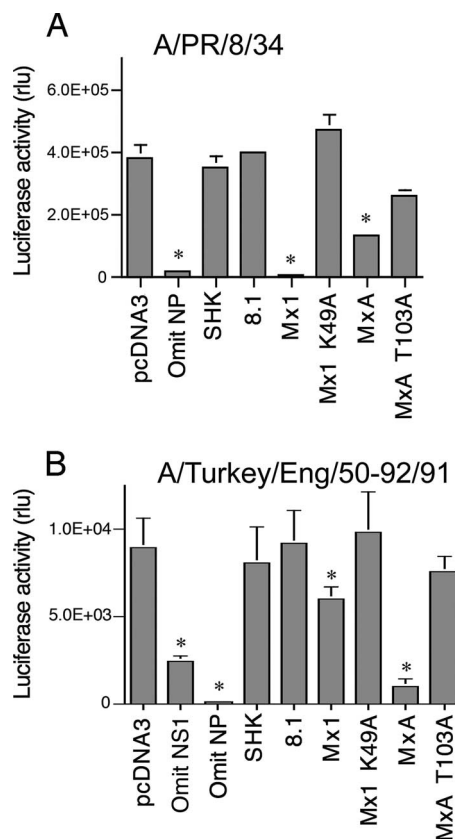 A
A/PR/8/34
Luciferase activity (rlu)
6.0E+05
4.0E+05
2.0E+05
0
*
*
*
pcDNA3
Omit NP
SHK
8.1
Mx1
Mx1 K49A
MxA
MxA T103A
B
A/Turkey/Eng/50-92/91
Luciferase activity (rlu)
1.0E+04
5.0E+03
0
*
*
*
*
pcDNA3
Omit NS1
Omit NP
SHK
8.1
Mx1
Mx1 K49A
MxA
MxA T103A